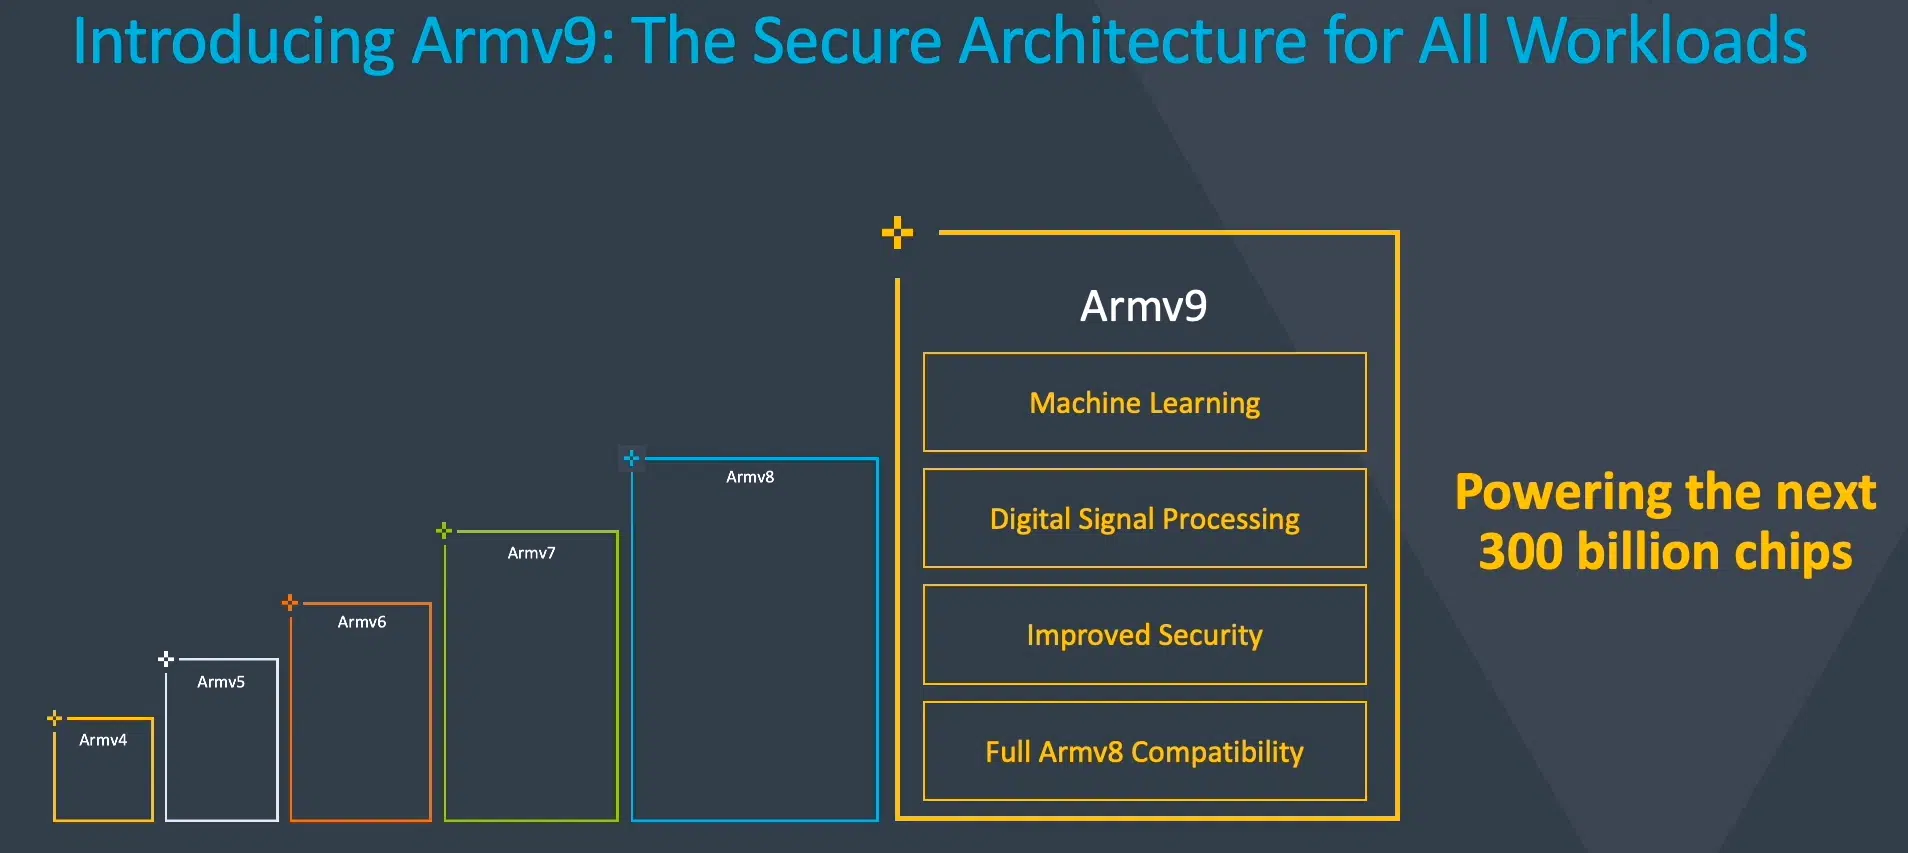 Introducing Armv9: The Secure Architecture for All Workloads
Armv4
Armv5
Armv6
Armv7
Armv8
Armv9
Machine Learning
Digital Signal Processing
Improved Security
Full Armv8 Compatibility
Powering the next
300 billion chips